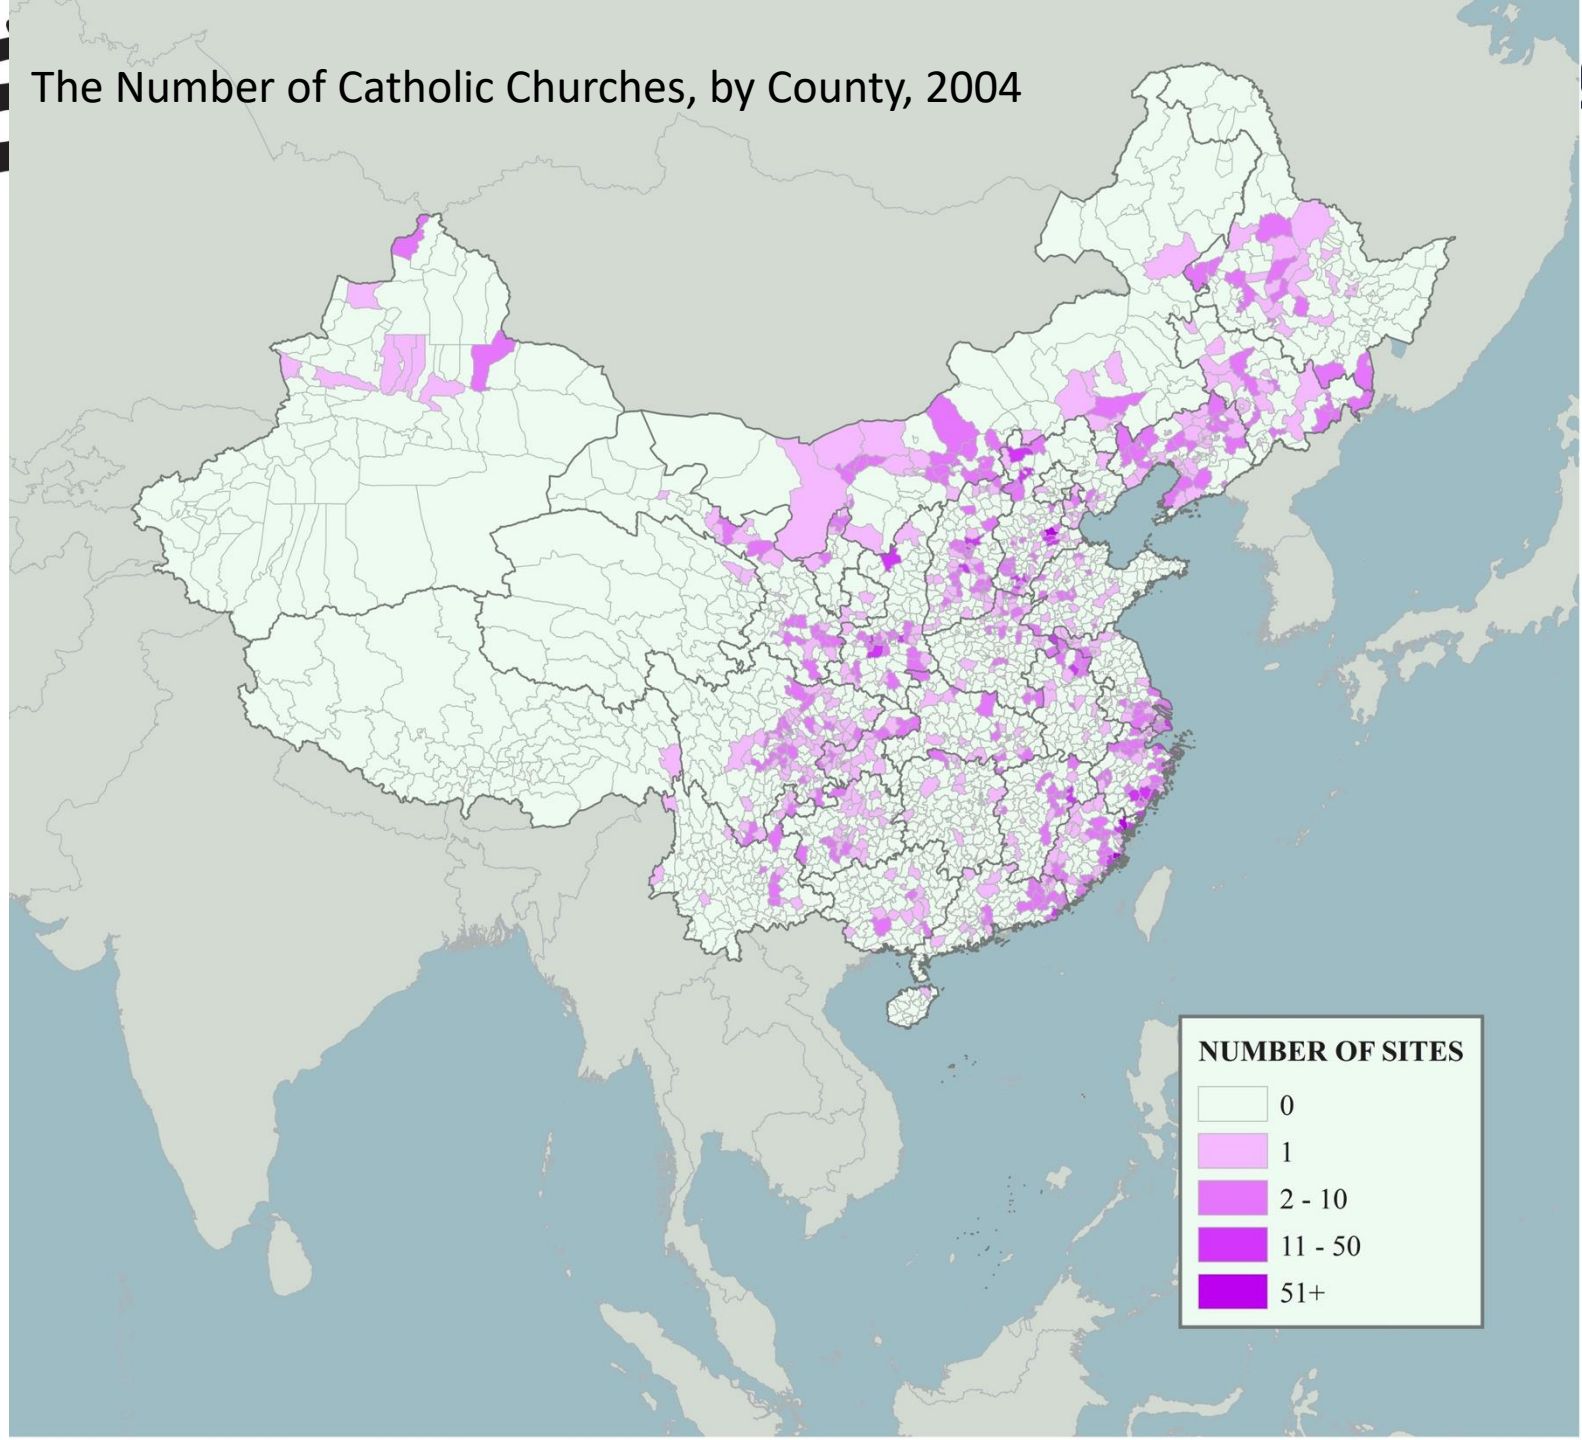 The Number of Catholic Churches, by County, 2004
NUMBER OF SITES
0
1
2 - 10
11 - 50
51+